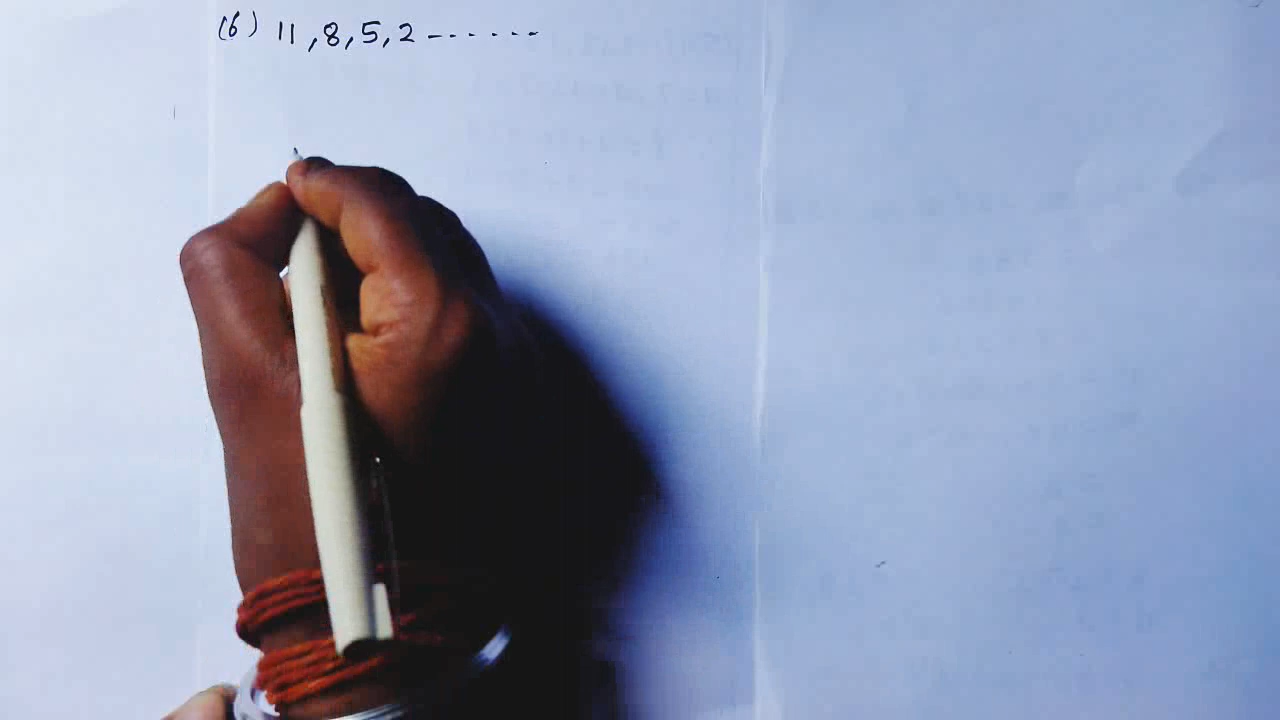 (6) 11, 8, 5, 2 -......